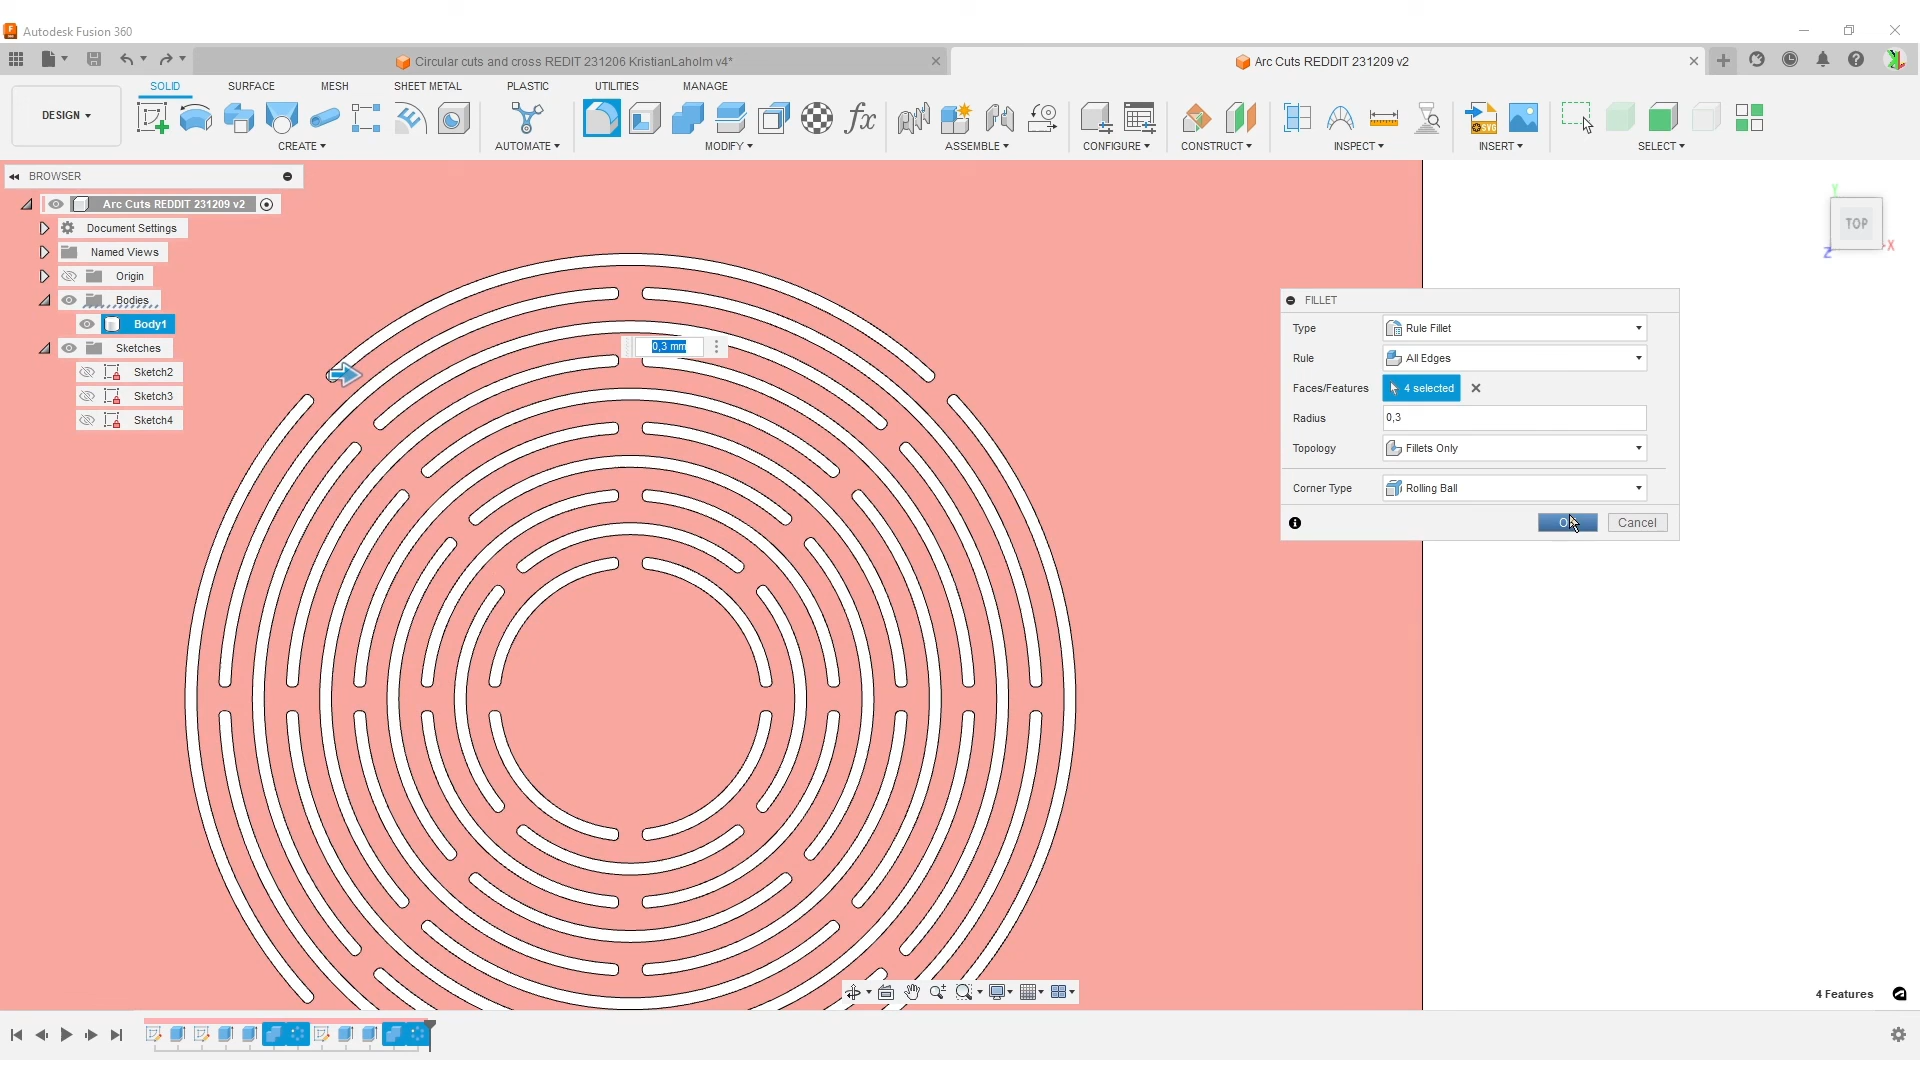 Autodesk Fusion 360
Circular cuts and cross REDIT 231206 KristianLaholm v4*
Arc Cuts REDDIT 231209 v2
SOLID SURFACE MESH SHEET METAL PLASTIC UTILITIES MANAGE
DESIGN
CREATE AUTOMATE MODIFY ASSEMBLE CONFIGURE CONSTRUCT INSPECT INSERT SELECT
BROWSER
Arc Cuts REDDIT 231209 v2
Document Settings
Named Views
Origin
Bodies
Body1
Sketches
Sketch2
Sketch3
Sketch4
0,3 mm
TOP
Y
X
Z
FILLET
Type Rule Fillet
Rule All Edges
Faces/Features 4 selected
Radius 0,3
Topology Fillets Only
Corner Type Rolling Ball
Cancel
4 Features